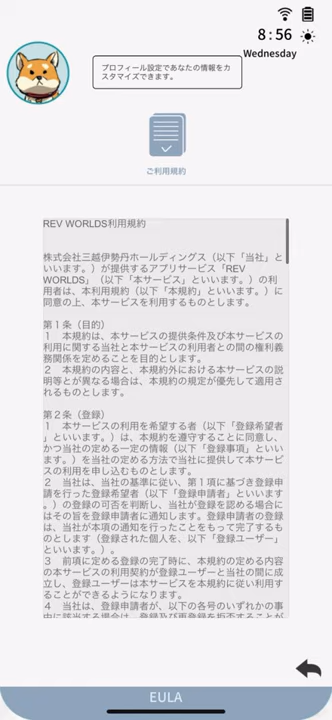 8:56
Wednesday
プロフィール設定であなたの情報をカ
スタマイズできます。
ご利用規約
REV WORLDS利用規約
株式会社三越伊勢丹ホールディングス（以下「当社」と
いいます。）が提供するアプリサービス「REV
WORLDS」（以下「本サービス」といいます。）の利
用者は、本利用規約（以下「本規約」といいます。）に
同意の上、本サービスを利用するものとします。
第１条（目的）
１　本規約は、本サービスの提供条件及び本サービスの
利用に関する当社と本サービスの利用者との間の権利義
務関係を定めることを目的とします。
２　本規約の内容と、本規約外における本サービスの説
明等とが異なる場合は、本規約の規定が優先して適用さ
れるものとします。
第２条（登録）
１　本サービスの利用を希望する者（以下「登録希望者
」といいます。）は、本規約を遵守することに同意し、
かつ当社の定める一定の情報（以下「登録事項」といい
ます。）を当社の定める方法で当社に提供して本サービ
スの利用を申し込むものとします。
２　当社は、当社の基準に従い、第１項に基づき登録申
請を行った登録希望者（以下「登録申請者」といいます。
）の登録の可否を判断し、当社が登録を認める場合に
はその旨を登録申請者に通知します。登録申請者の登録
は、当社が本項の通知を行ったことをもって完了するも
のとします（登録された個人を、以下「登録ユーザー」
といいます。）。
３　前項に定める登録の完了時に、本規約の定める内容
の本サービスの利用契約が登録ユーザーと当社の間に成
立し、登録ユーザーは本サービスを本規約に従い利用す
ることができるようになります。
４　当社は、登録申請者が、以下の各号のいずれかの事
由に該当する場合は、登録及び再登録を拒否することが
EULA